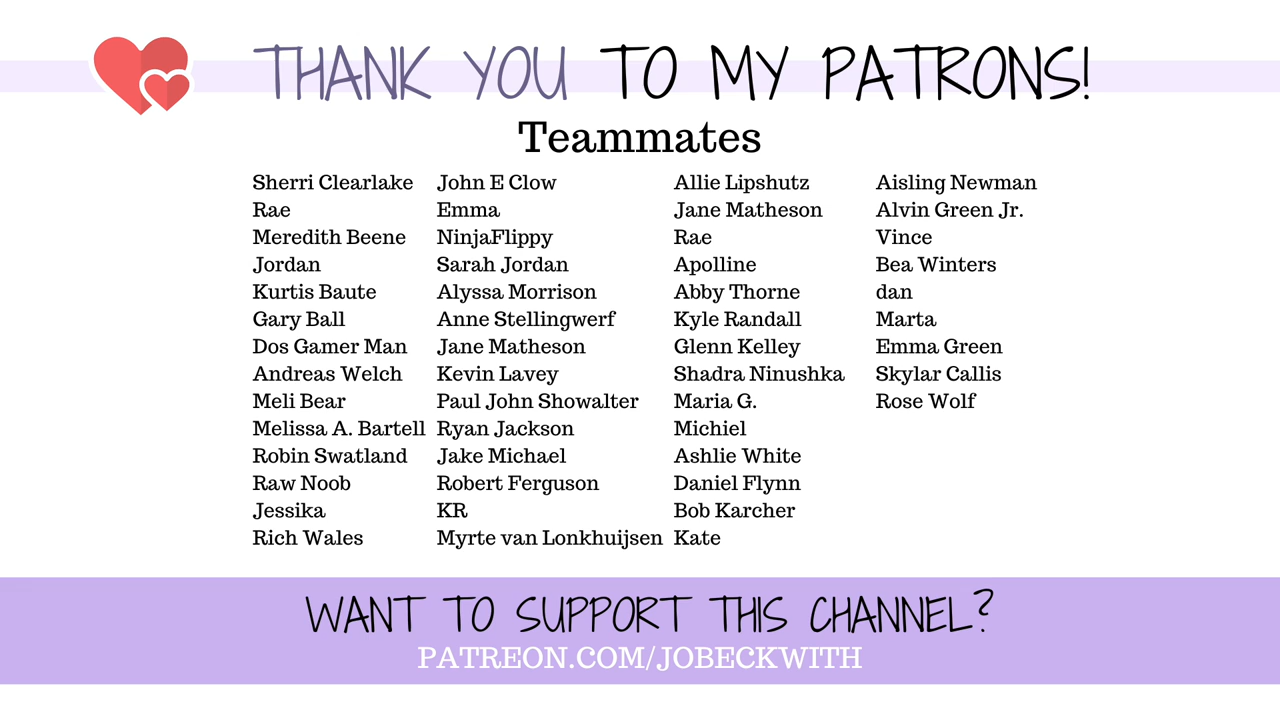 THANK YOU TO MY PATRONS!
Teammates
Sherri Clearlake
Rae
Meredith Beene
Jordan
Kurtis Baute
Gary Ball
Dos Gamer Man
Andreas Welch
Meli Bear
Melissa A. Bartell
Robin Swatland
Raw Noob
Jessika
Rich Wales
John E Clow
Emma
NinjaFlippy
Sarah Jordan
Alyssa Morrison
Anne Stellingwerf
Jane Matheson
Kevin Lavey
Paul John Showalter
Ryan Jackson
Jake Michael
Robert Ferguson
KR
Myrte van Lonkhuijsen
Allie Lipshutz
Jane Matheson
Rae
Apolline
Abby Thorne
Kyle Randall
Glenn Kelley
Shadra Ninushka
Maria G.
Michiel
Ashlie White
Daniel Flynn
Bob Karcher
Kate
Aisling Newman
Alvin Green Jr.
Vince
Bea Winters
dan
Marta
Emma Green
Skylar Callis
Rose Wolf
WANT TO SUPPORT THIS CHANNEL?
PATREON.COM/JOBECKWITH